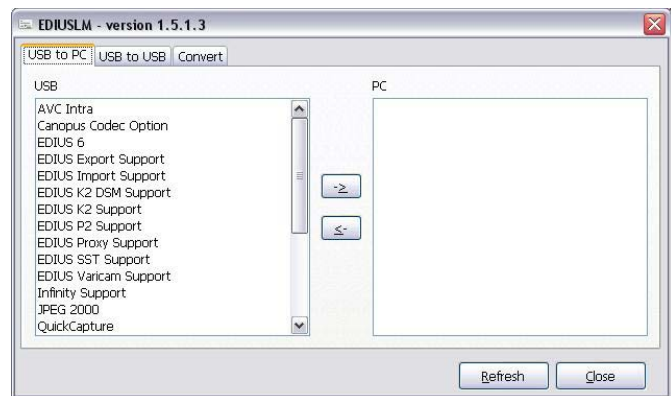 EDIUSLM - version 1.5.1.3
USB to PC USB to USB Convert
USB PC
AVC Intra
Canopus Codec Option
EDIUS 6
EDIUS Export Support
EDIUS Import Support
EDIUS K2 DSM Support
EDIUS K2 Support
EDIUS P2 Support
EDIUS Proxy Support
EDIUS SST Support
EDIUS Varicam Support
Infinity Support
JPEG 2000
QuickCapture
->
<-
Refresh Close